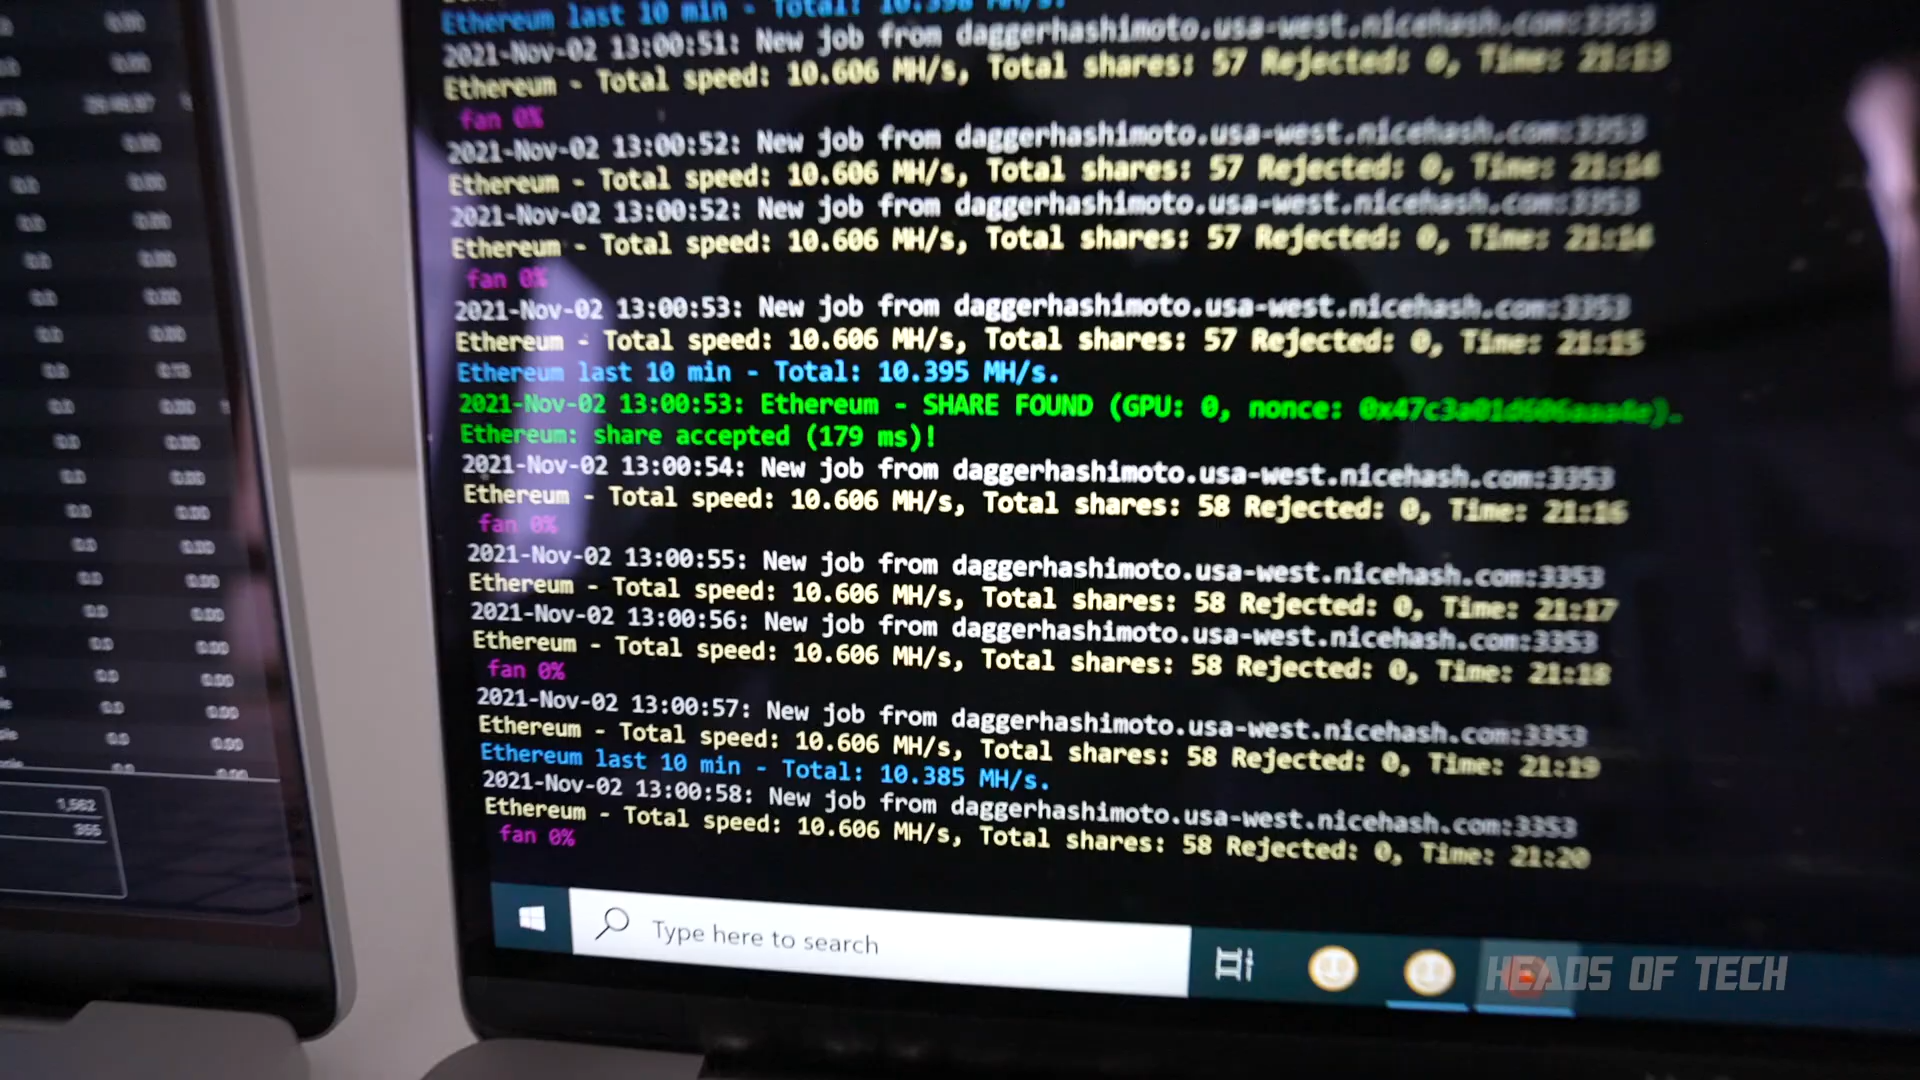 Ethereum last 10 min - Total: 10.398 MH/s.
2021-Nov-02 13:00:51: New job from daggerhashimoto.usa-west.nicehash.com:3353
Ethereum - Total speed: 10.606 MH/s, Total shares: 57 Rejected: 0, Time: 21:13
fan 0%
2021-Nov-02 13:00:52: New job from daggerhashimoto.usa-west.nicehash.com:3353
Ethereum - Total speed: 10.606 MH/s, Total shares: 57 Rejected: 0, Time: 21:14
2021-Nov-02 13:00:52: New job from daggerhashimoto.usa-west.nicehash.com:3353
Ethereum - Total speed: 10.606 MH/s, Total shares: 57 Rejected: 0, Time: 21:14
fan 0%
2021-Nov-02 13:00:53: New job from daggerhashimoto.usa-west.nicehash.com:3353
Ethereum - Total speed: 10.606 MH/s, Total shares: 57 Rejected: 0, Time: 21:15
Ethereum last 10 min - Total: 10.395 MH/s.
2021-Nov-02 13:00:53: Ethereum - SHARE FOUND (GPU: 0, nonce:
Ethereum: share accepted (179 ms)!
2021-Nov-02 13:00:54: New job from daggerhashimoto.usa-west.nicehash.com:3353
Ethereum - Total speed: 10.606 MH/s, Total shares: 58 Rejected: 0, Time: 21:16
fan 0%
2021-Nov-02 13:00:55: New job from daggerhashimoto.usa-west.nicehash.com:3353
Ethereum - Total speed: 10.606 MH/s, Total shares: 58 Rejected: 0, Time: 21:17
2021-Nov-02 13:00:56: New job from daggerhashimoto.usa-west.nicehash.com:3353
Ethereum - Total speed: 10.606 MH/s, Total shares: 58 Rejected: 0, Time: 21:18
fan 0%
2021-Nov-02 13:00:57: New job from daggerhashimoto.usa-west.nicehash.com:3353
Ethereum - Total speed: 10.606 MH/s, Total shares: 58 Rejected: 0, Time: 21:19
Ethereum last 10 min - Total: 10.385 MH/s.
2021-Nov-02 13:00:58: New job from daggerhashimoto.usa-west.nicehash.com:3353
Ethereum - Total speed: 10.606 MH/s, Total shares: 58 Rejected: 0, Time: 21:20
fan 0%
Type here to search
HEADS OF TECH
1,562
355